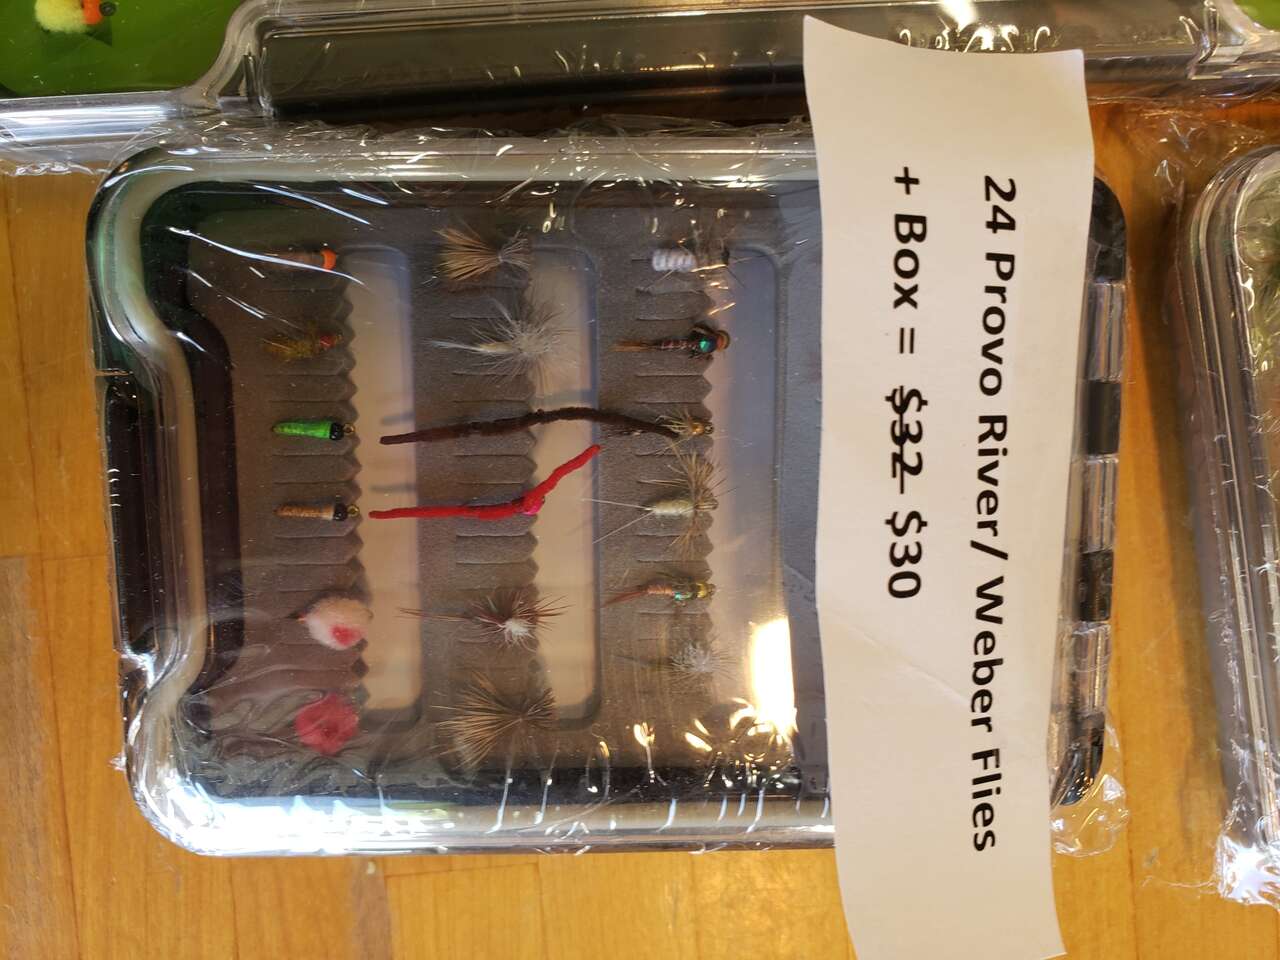 24 Provo River/ Weber Flies
+ Box = $32 $30